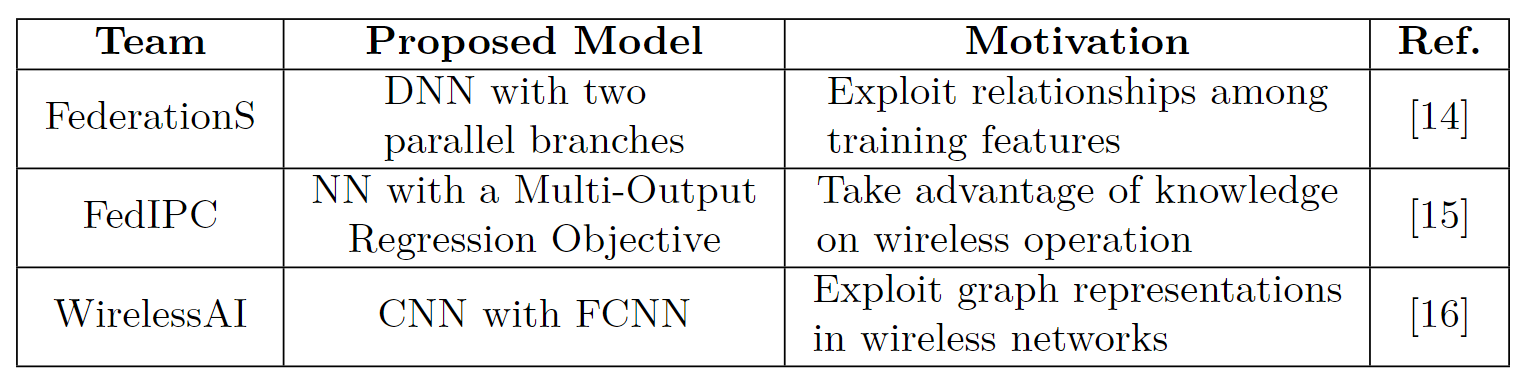 Team Proposed Model Motivation Ref.
FederationS DNN with two parallel branches Exploit relationships among training features [14]
FedIPC NN with a Multi-Output Regression Objective Take advantage of knowledge on wireless operation [15]
WirelessAI CNN with FCNN Exploit graph representations in wireless networks [16]